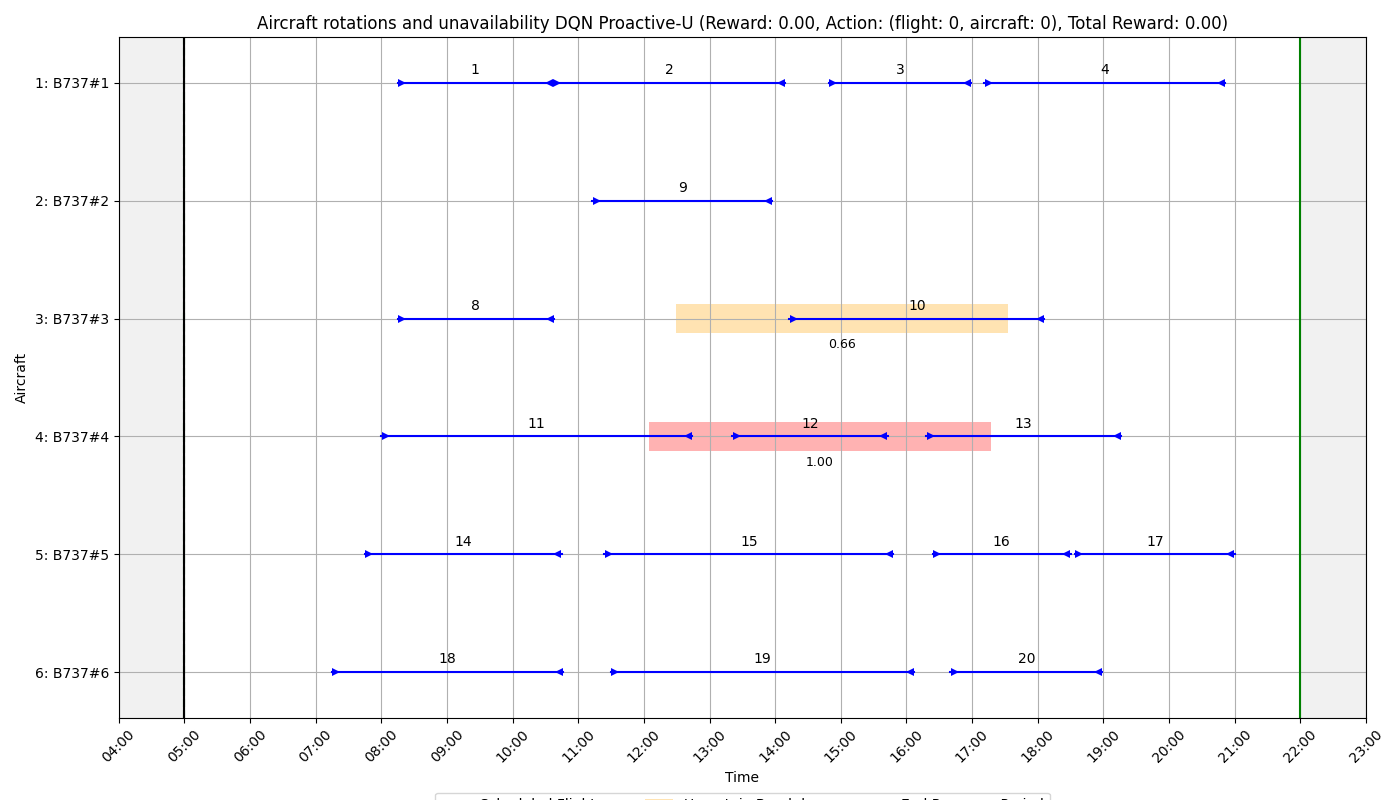 Aircraft rotations and unavailability DQN Proactive-U (Reward: 0.00, Action: (flight: 0, aircraft: 0), Total Reward: 0.00)
Aircraft
1: B737#1
1 2 3 4
2: B737#2
9
3: B737#3
8 10
0.66
4: B737#4
11 12 13
1.00
5: B737#5
14 15 16 17
6: B737#6
18 19 20
04:00 05:00 06:00 07:00 08:00 09:00 10:00 11:00 12:00 13:00 14:00 15:00 16:00 17:00 18:00 19:00 20:00 21:00 22:00 23:00
Time